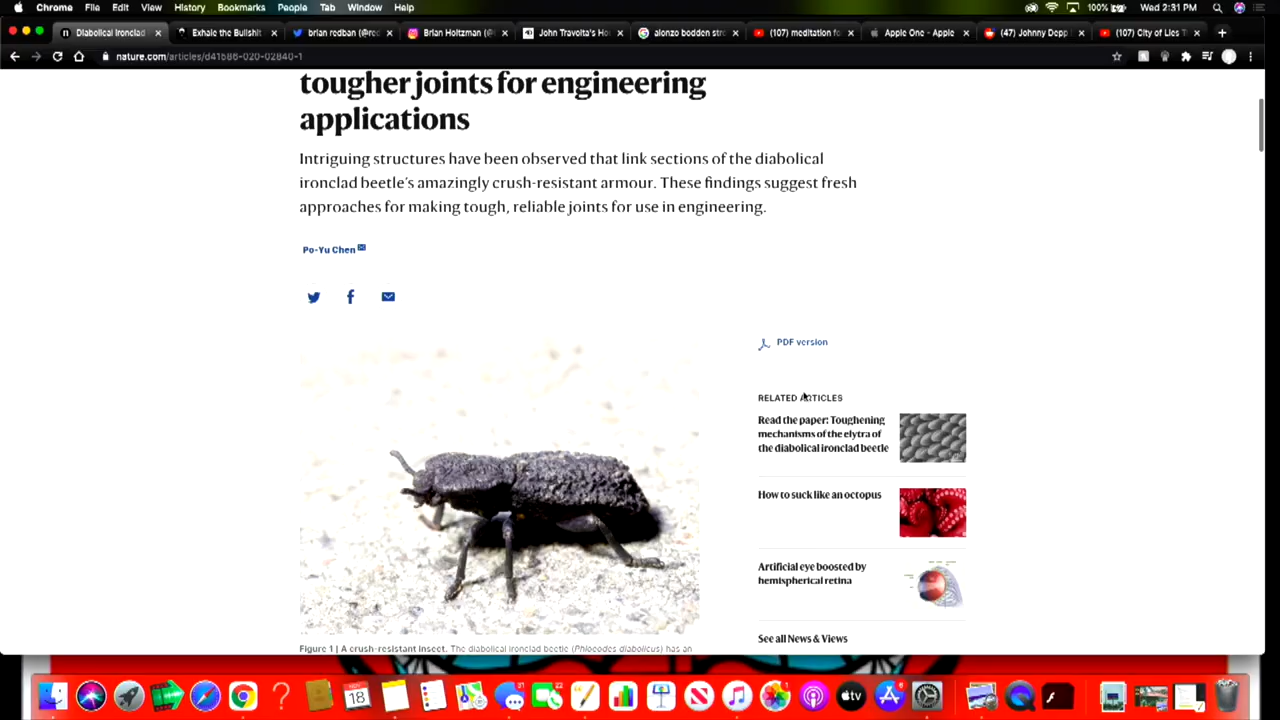 Chrome File Edit View History Bookmarks People Tab Window Help
100% Wed 2:31 PM
Diabolical Ironclad
Exhale the Bullshit
brian redban (@red
Brian Holtzman (@
John Travolta's Ho
alonzo bodden str
(107) meditation fo
Apple One - Apple
(47) Johnny Depp
(107) City of Lies T
nature.com/articles/d41586-020-02840-1
tougher joints for engineering
applications
Intriguing structures have been observed that link sections of the diabolical
ironclad beetle's amazingly crush-resistant armour. These findings suggest fresh
approaches for making tough, reliable joints for use in engineering.
Po-Yu Chen
PDF version
RELATED ARTICLES
Read the paper: Toughening
mechanisms of the elytra of
the diabolical ironclad beetle
How to suck like an octopus
Artificial eye boosted by
hemispherical retina
See all News & Views
Figure 1 | A crush-resistant insect. The diabolical ironclad beetle (Phloeodes diabolicus) has an
18
tv